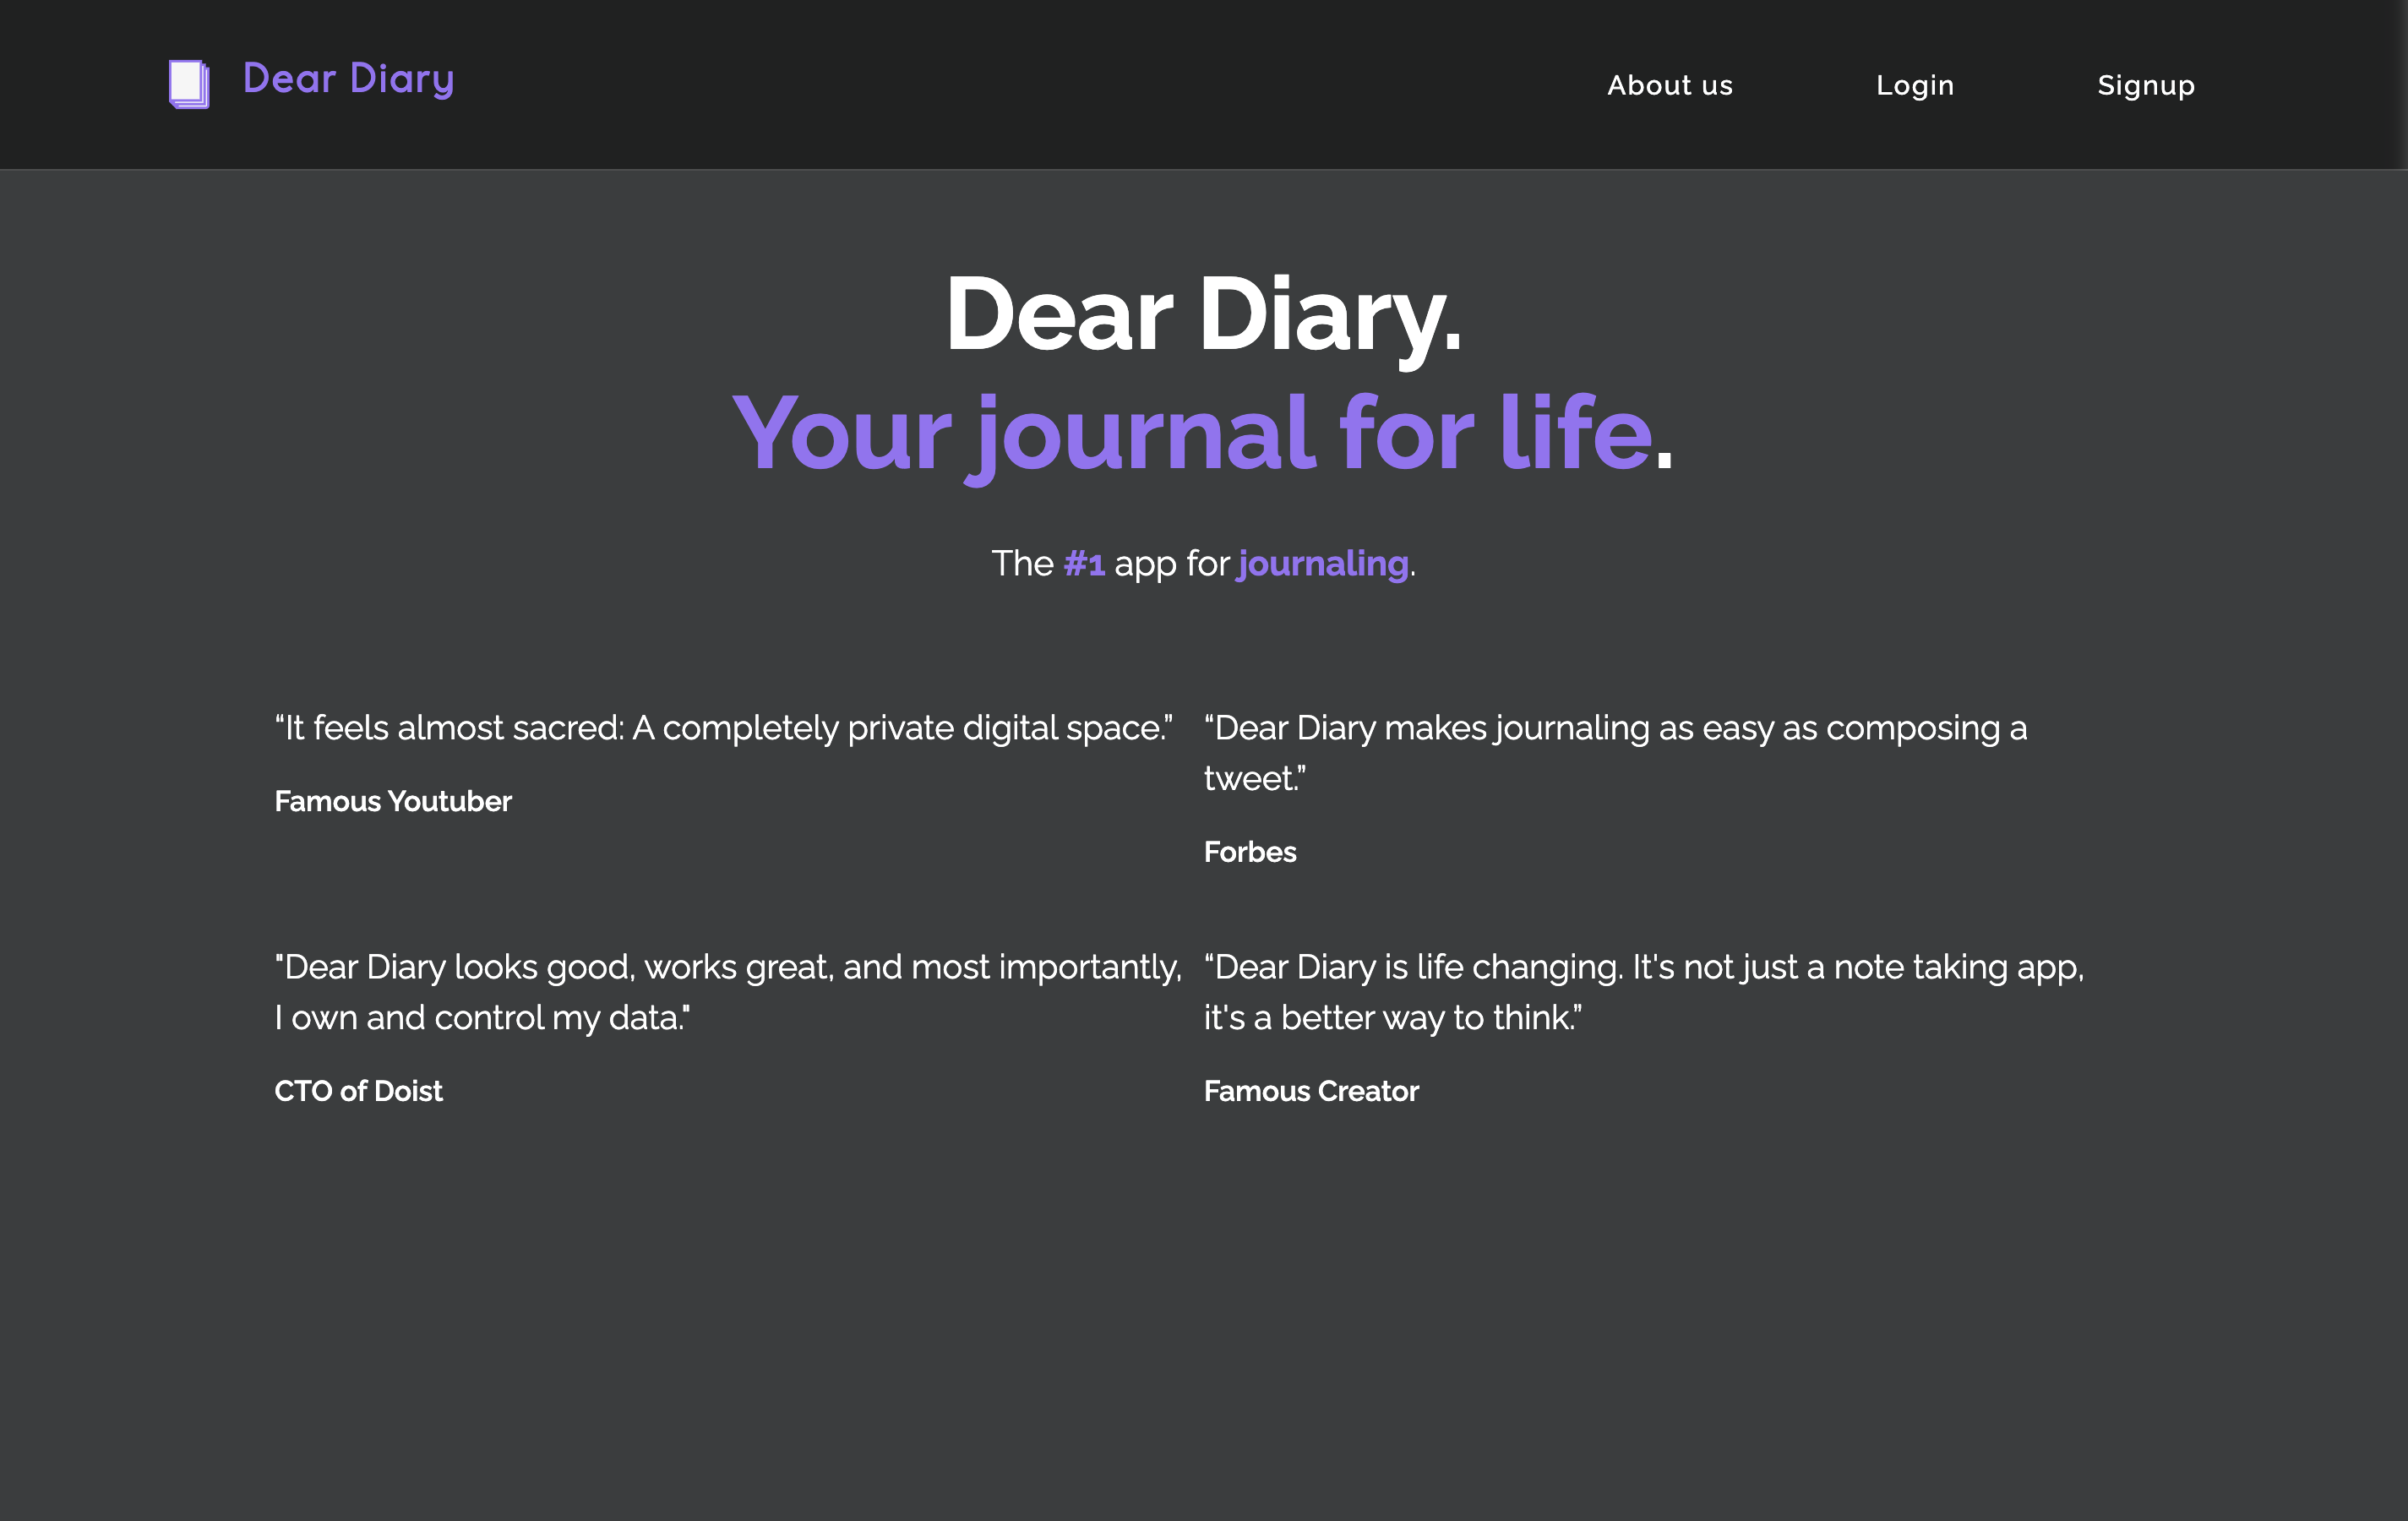 Dear Diary
About us
Login
Signup
Dear Diary.
Your journal for life.
The #1 app for journaling.
“It feels almost sacred: A completely private digital space.”
Famous Youtuber
“Dear Diary makes journaling as easy as composing a
tweet.”
Forbes
"Dear Diary looks good, works great, and most importantly,
I own and control my data."
CTO of Doist
“Dear Diary is life changing. It's not just a note taking app,
it's a better way to think.”
Famous Creator